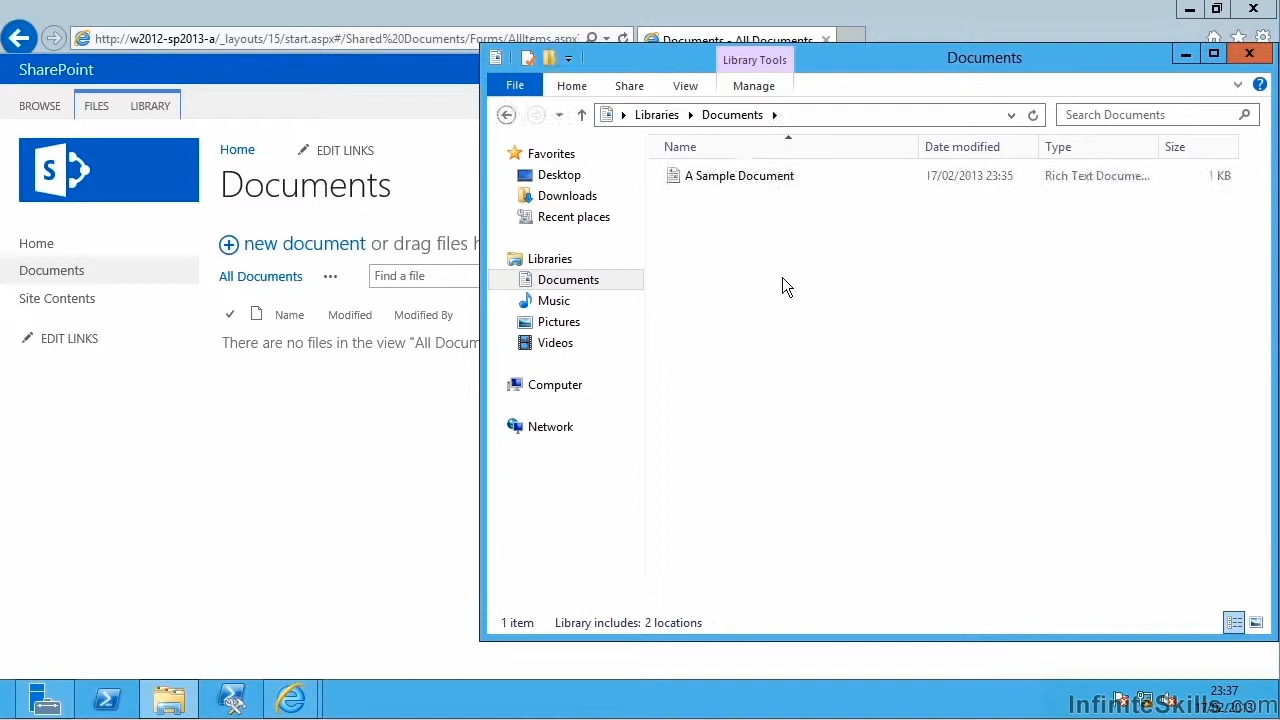 http://w2012-sp2013-a/_layouts/15/start.aspx#/Shared%20Documents/Forms/AllItems.aspx
Documents - All Documents
SharePoint
BROWSE
FILES
LIBRARY
S
Home
EDIT LINKS
Documents
Home
Documents
Site Contents
EDIT LINKS
new document or drag files
All Documents
Find a file
Name
Modified
Modified By
There are no files in the view "All Docum
Library Tools
Documents
File
Home
Share
View
Manage
Libraries
Documents
Search Documents
Favorites
Desktop
Downloads
Recent places
Libraries
Documents
Music
Pictures
Videos
Computer
Network
Name
Date modified
Type
Size
A Sample Document
17/02/2013 23:35
Rich Text Docume...
1 KB
1 item
Library includes: 2 locations
23:37
17/02/2013
InfiniteSkills.com